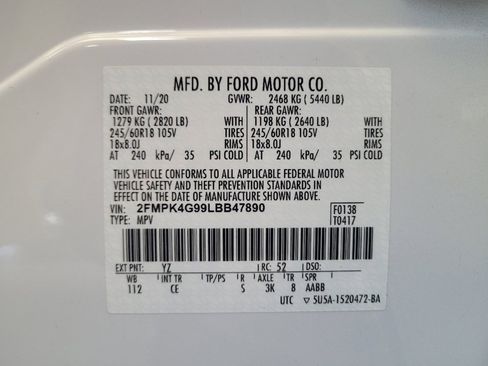 MFD. BY FORD MOTOR CO.
DATE: 11/20 GVWR: 2468 KG ( 5440 LB)
FRONT GAWR: REAR GAWR:
1279 KG ( 2820 LB) WITH 1198 KG ( 2640 LB) WITH
245/60R18 105V TIRES 245/60R18 105V TIRES
18x8.0J RIMS 18x8.0J RIMS
AT 240 kPa/ 35 PSI COLD AT 240 kPa/ 35 PSI COLD
THIS VEHICLE CONFORMS TO ALL APPLICABLE FEDERAL MOTOR
VEHICLE SAFETY AND THEFT PREVENTION STANDARDS IN
EFFECT ON THE DATE OF MANUFACTURE SHOWN ABOVE.
VIN: 2FMPK4G99LBB47890 F0138
TYPE: MPV T0417
EXT PNT: YZ RC: 52 DSO:
WB INT TR TP/PS R AXLE TR SPR
112 CE S 3K 8 AABB
UTC ▽ 5U5A-1520472-BA